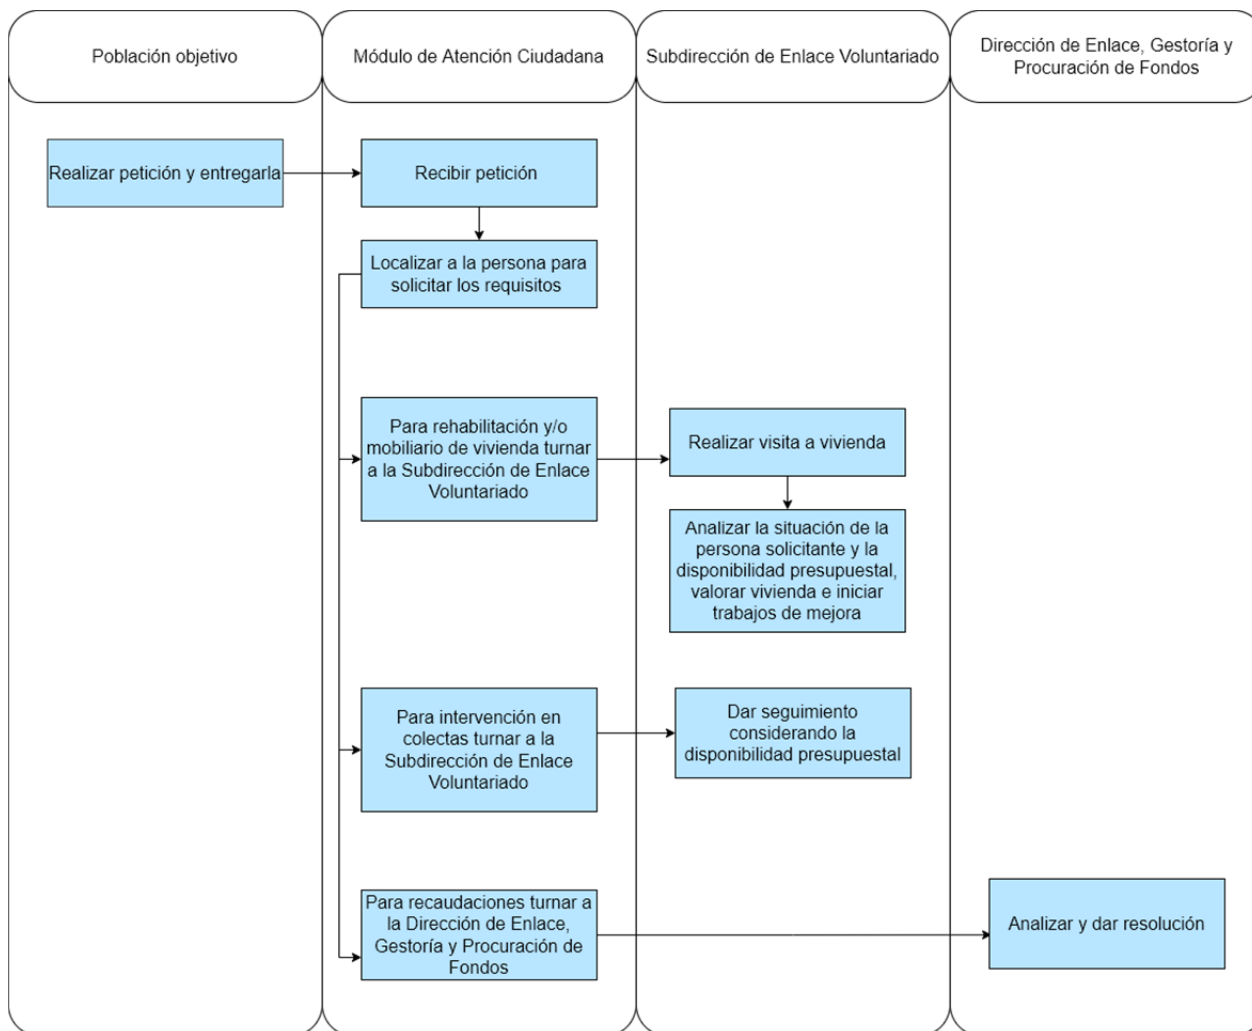 Población objetivo
Módulo de Atención Ciudadana
Subdirección de Enlace Voluntariado
Dirección de Enlace, Gestoría y
Procuración de Fondos
Realizar petición y entregarla
Recibir petición
Localizar a la persona para
solicitar los requisitos
Para rehabilitación y/o
mobiliario de vivienda turnar
a la Subdirección de Enlace
Voluntariado
Realizar visita a vivienda
Analizar la situación de la
persona solicitante y la
disponibilidad presupuestal,
valorar vivienda e iniciar
trabajos de mejora
Para intervención en
colectas turnar a la
Subdirección de Enlace
Voluntariado
Dar seguimiento
considerando la
disponibilidad presupuestal
Para recaudaciones turnar a
la Dirección de Enlace,
Gestoría y Procuración de
Fondos
Analizar y dar resolución